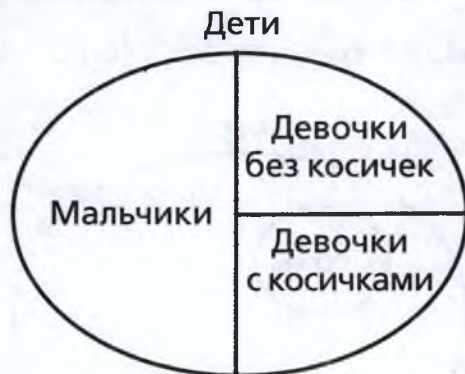 Дети
Мальчики
Девочки
без косичек
Девочки
с косичками